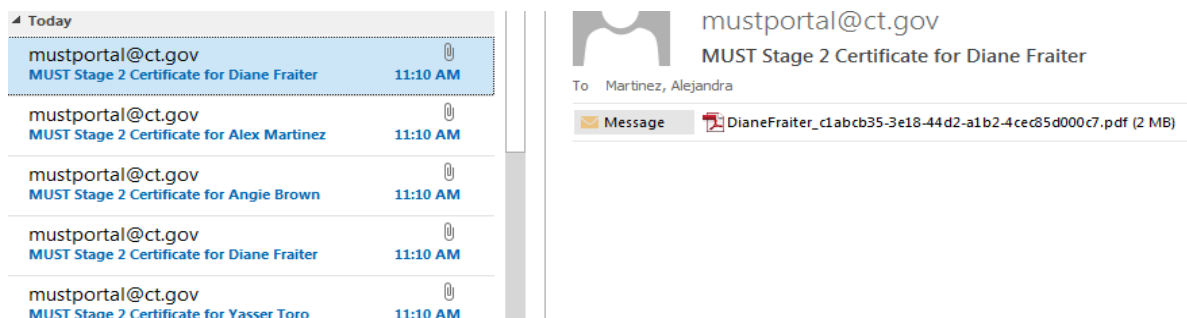 Today
mustportal@ct.gov
MUST Stage 2 Certificate for Diane Fraiter 11:10 AM
mustportal@ct.gov
MUST Stage 2 Certificate for Alex Martinez 11:10 AM
mustportal@ct.gov
MUST Stage 2 Certificate for Angie Brown 11:10 AM
mustportal@ct.gov
MUST Stage 2 Certificate for Diane Fraiter 11:10 AM
mustportal@ct.gov
MUST Stage 2 Certificate for Yasser Toro 11:10 AM
mustportal@ct.gov
MUST Stage 2 Certificate for Diane Fraiter
To Martinez, Alejandra
Message DianeFraiter_c1abcb35-3e18-44d2-a1b2-4cec85d000c7.pdf (2 MB)